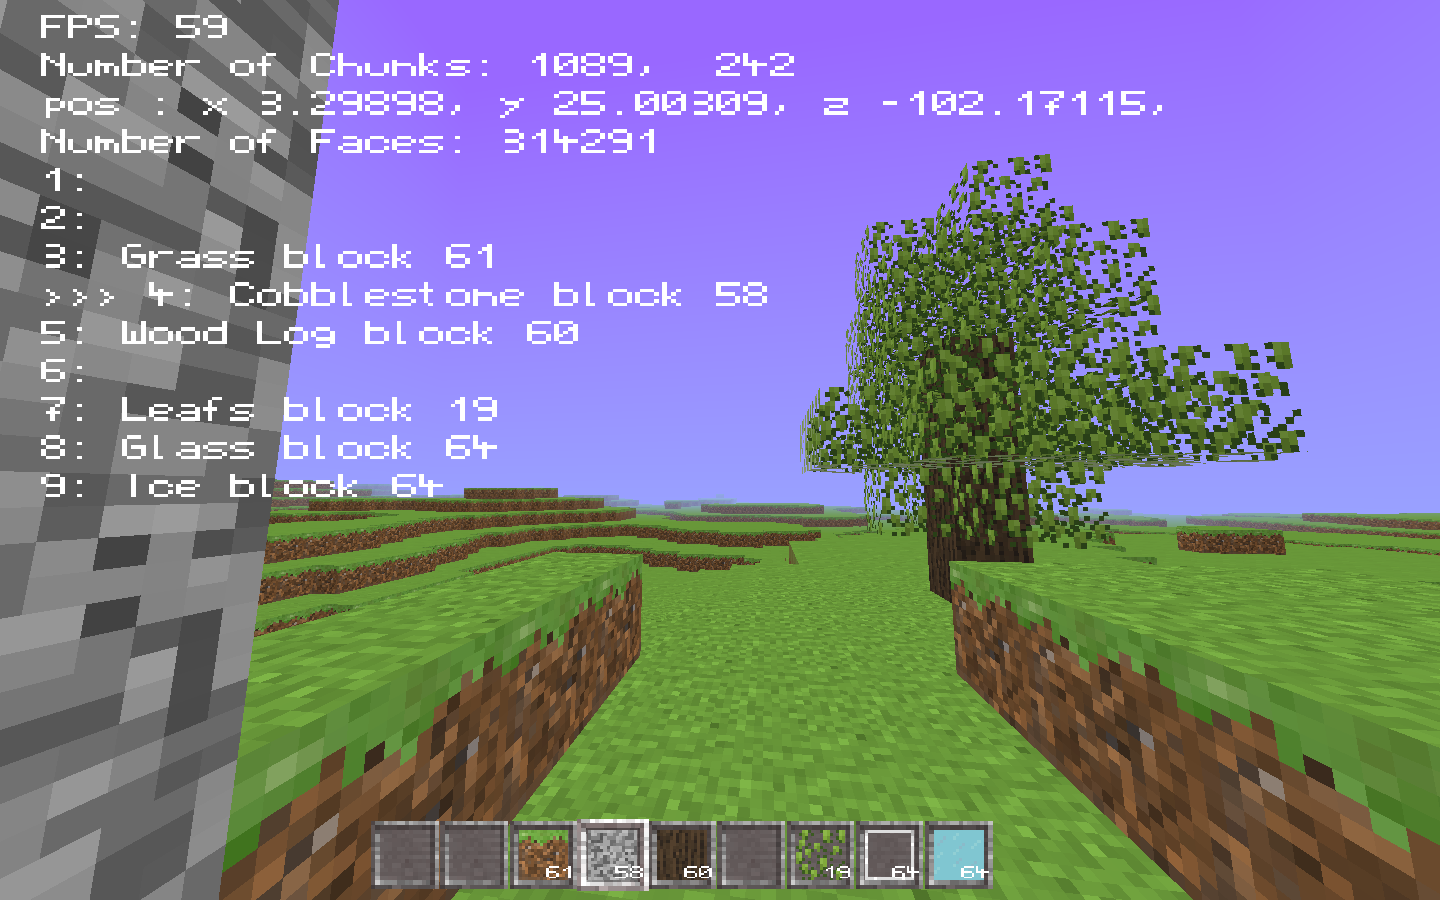 FPS: 59
Number of Chunks: 1089, 242
pos : x 3.29898, y 25.00309, z -102.17115,
Number of Faces: 314291
1:
2:
3: Grass block 61
>>> 4: Cobblestone block 58
5: Wood Log block 60
6:
7: Leafs block 19
8: Glass block 64
9: Ice block 64
61 58 60 19 64 64